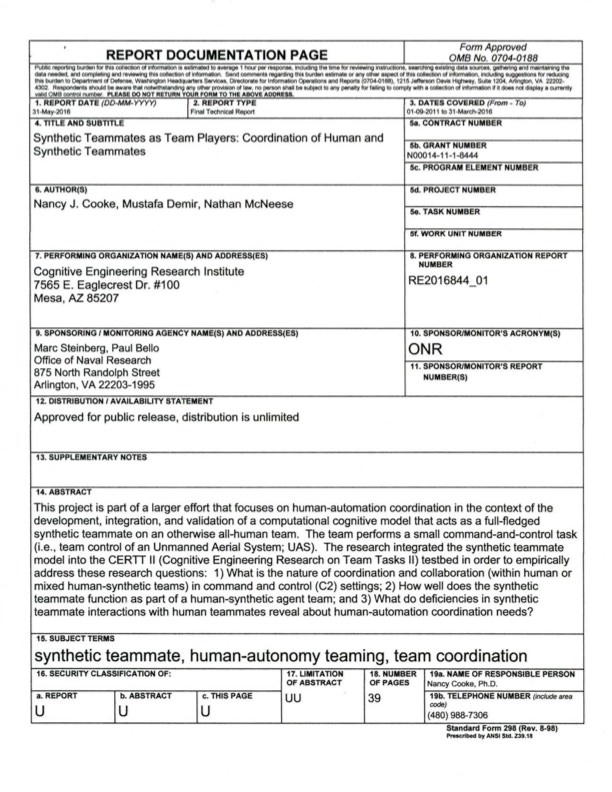 REPORT DOCUMENTATION PAGE
Form Approved
OMB No. 0704-0188
Public reporting burden for this collection of information is estimated to average 1 hour per response, including the time for reviewing instructions, searching existing data sources, gathering and maintaining the
data needed, and completing and reviewing this collection of information. Send comments regarding this burden estimate or any other aspect of this collection of information, including suggestions for reducing
this burden to Department of Defense, Washington Headquarters Services, Directorate for Information Operations and Reports (0704-0188), 1215 Jefferson Davis Highway, Suite 1204, Arlington, VA 22202-
4302. Respondents should be aware that notwithstanding any other provision of law, no person shall be subject to any penalty for failing to comply with a collection of information if it does not display a currently
valid OMB control number. PLEASE DO NOT RETURN YOUR FORM TO THE ABOVE ADDRESS.
1. REPORT DATE (DD-MM-YYYY)
31-May-2016
2. REPORT TYPE
Final Technical Report
3. DATES COVERED (From - To)
01-09-2011 to 31-March-2016
4. TITLE AND SUBTITLE
Synthetic Teammates as Team Players: Coordination of Human and
Synthetic Teammates
5a. CONTRACT NUMBER
5b. GRANT NUMBER
N00014-11-1-8444
5c. PROGRAM ELEMENT NUMBER
6. AUTHOR(S)
Nancy J. Cooke, Mustafa Demir, Nathan McNeese
5d. PROJECT NUMBER
5e. TASK NUMBER
5f. WORK UNIT NUMBER
7. PERFORMING ORGANIZATION NAME(S) AND ADDRESS(ES)
Cognitive Engineering Research Institute
7565 E. Eaglecrest Dr. #100
Mesa, AZ 85207
8. PERFORMING ORGANIZATION REPORT
NUMBER
RE2016844_01
9. SPONSORING / MONITORING AGENCY NAME(S) AND ADDRESS(ES)
Marc Steinberg, Paul Bello
Office of Naval Research
875 North Randolph Street
Arlington, VA 22203-1995
10. SPONSOR/MONITOR'S ACRONYM(S)
ONR
11. SPONSOR/MONITOR'S REPORT
NUMBER(S)
12. DISTRIBUTION / AVAILABILITY STATEMENT
Approved for public release, distribution is unlimited
13. SUPPLEMENTARY NOTES
14. ABSTRACT
This project is part of a larger effort that focuses on human-automation coordination in the context of the
development, integration, and validation of a computational cognitive model that acts as a full-fledged
synthetic teammate on an otherwise all-human team. The team performs a small command-and-control task
(i.e., team control of an Unmanned Aerial System; UAS). The research integrated the synthetic teammate
model into the CERTT II (Cognitive Engineering Research on Team Tasks II) testbed in order to empirically
address these research questions: 1) What is the nature of coordination and collaboration (within human or
mixed human-synthetic teams) in command and control (C2) settings; 2) How well does the synthetic
teammate function as part of a human-synthetic agent team; and 3) What do deficiencies in synthetic
teammate interactions with human teammates reveal about human-automation coordination needs?
15. SUBJECT TERMS
synthetic teammate, human-autonomy teaming, team coordination
16. SECURITY CLASSIFICATION OF:
a. REPORT
U
b. ABSTRACT
U
c. THIS PAGE
U
17. LIMITATION
OF ABSTRACT
UU
18. NUMBER
OF PAGES
39
19a. NAME OF RESPONSIBLE PERSON
Nancy Cooke, Ph.D.
19b. TELEPHONE NUMBER (include area
code)
(480) 988-7306
Standard Form 298 (Rev. 8-98)
Prescribed by ANSI Std. Z39.18